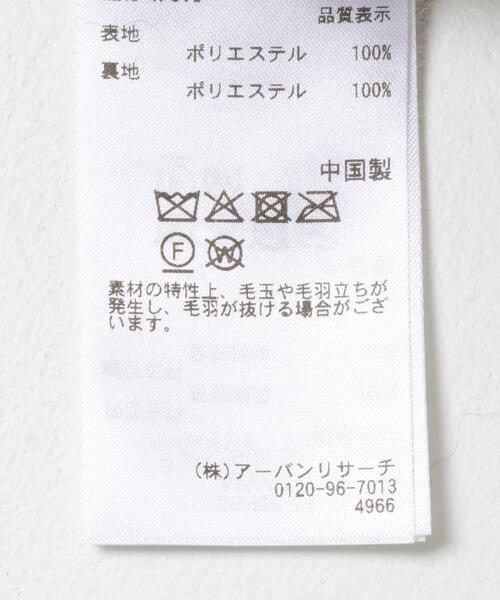 品質表示
表地
ポリエステル 100%
裏地
ポリエステル 100%
中国製
F W
素材の特性上、毛玉や毛羽立ちが
発生し、毛羽が抜ける場合がござ
います。
(株)アーバンリサーチ
0120-96-7013
4966